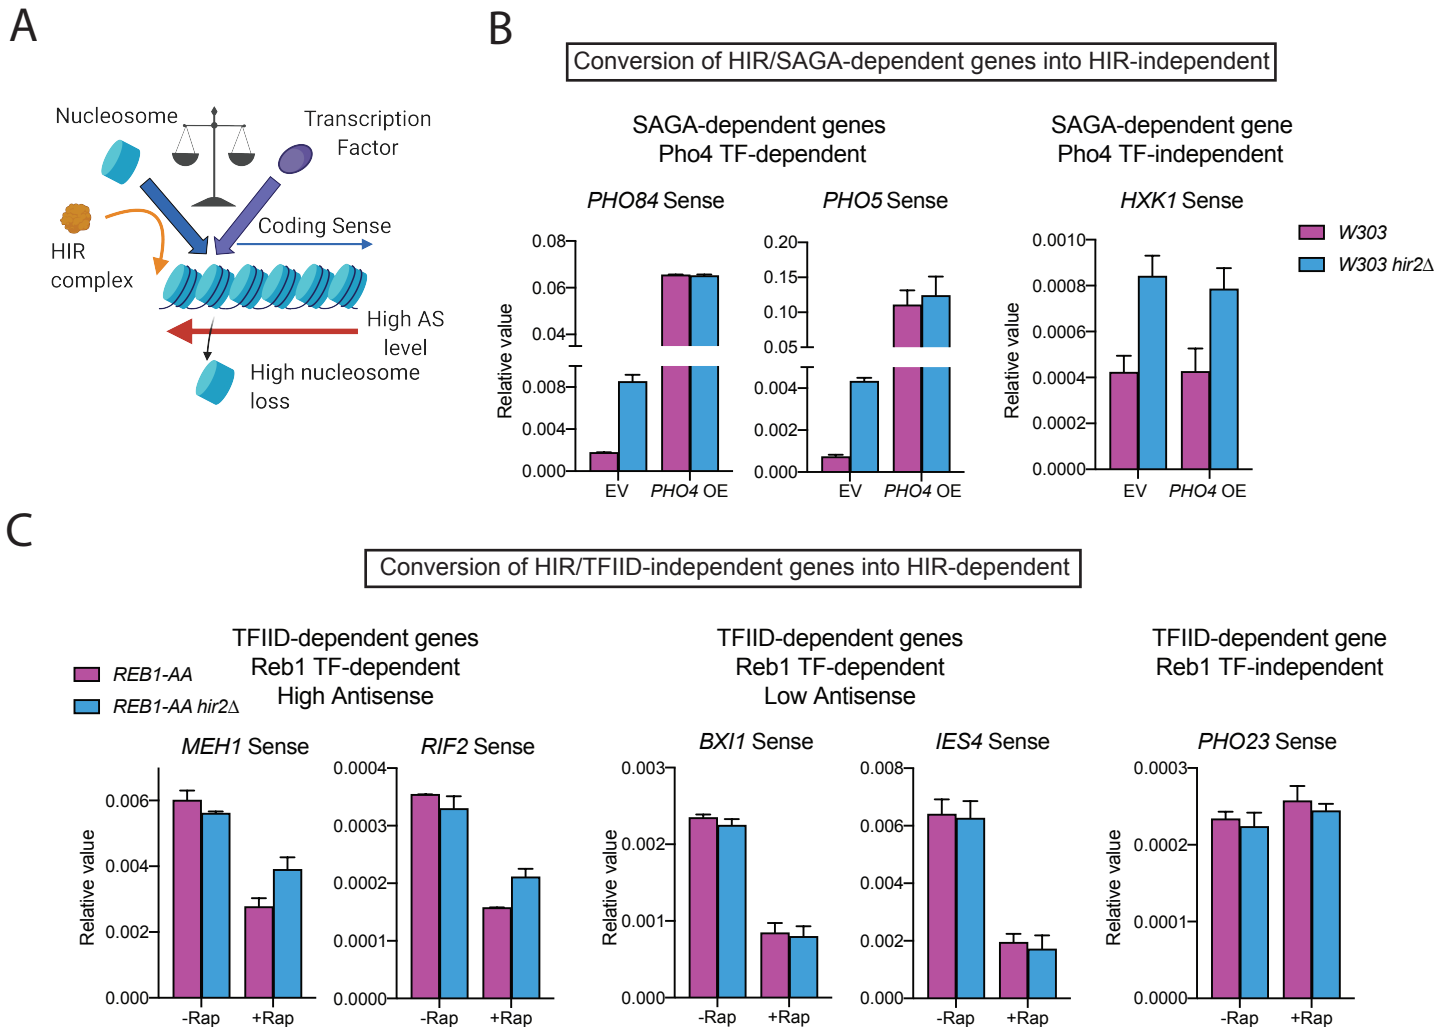 A
Nucleosome
Transcription
Factor
HIR
complex
Coding Sense
High AS
level
High nucleosome
loss
B
Conversion of HIR/SAGA-dependent genes into HIR-independent
SAGA-dependent genes
Pho4 TF-dependent
SAGA-dependent gene
Pho4 TF-independent
PHO84 Sense
Relative value
0.08
0.06
0.04
0.008
0.004
0.000
EV
PHO4 OE
PHO5 Sense
0.20
0.15
0.10
0.05
0.004
0.002
0.000
EV
PHO4 OE
HXK1 Sense
Relative value
0.0010
0.0008
0.0006
0.0004
0.0002
0.0000
EV
PHO4 OE
W303
W303 hir2Δ
C
Conversion of HIR/TFIID-independent genes into HIR-dependent
REB1-AA
REB1-AA hir2Δ
TFIID-dependent genes
Reb1 TF-dependent
High Antisense
TFIID-dependent genes
Reb1 TF-dependent
Low Antisense
TFIID-dependent gene
Reb1 TF-independent
MEH1 Sense
Relative value
0.006
0.004
0.002
0.000
-Rap
+Rap
RIF2 Sense
0.0004
0.0003
0.0002
0.0001
0.0000
-Rap
+Rap
BXI1 Sense
Relative value
0.003
0.002
0.001
0.000
-Rap
+Rap
IES4 Sense
0.008
0.006
0.004
0.002
0.000
-Rap
+Rap
PHO23 Sense
Relative value
0.0003
0.0002
0.0001
0.0000
-Rap
+Rap